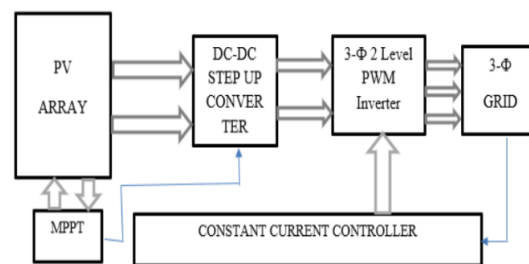 PV
ARRAY
DC-DC
STEP UP
CONVER
TER
3-Φ 2 Level
PWM
Inverter
3-Φ
GRID
MPPT
CONSTANT CURRENT CONTROLLER